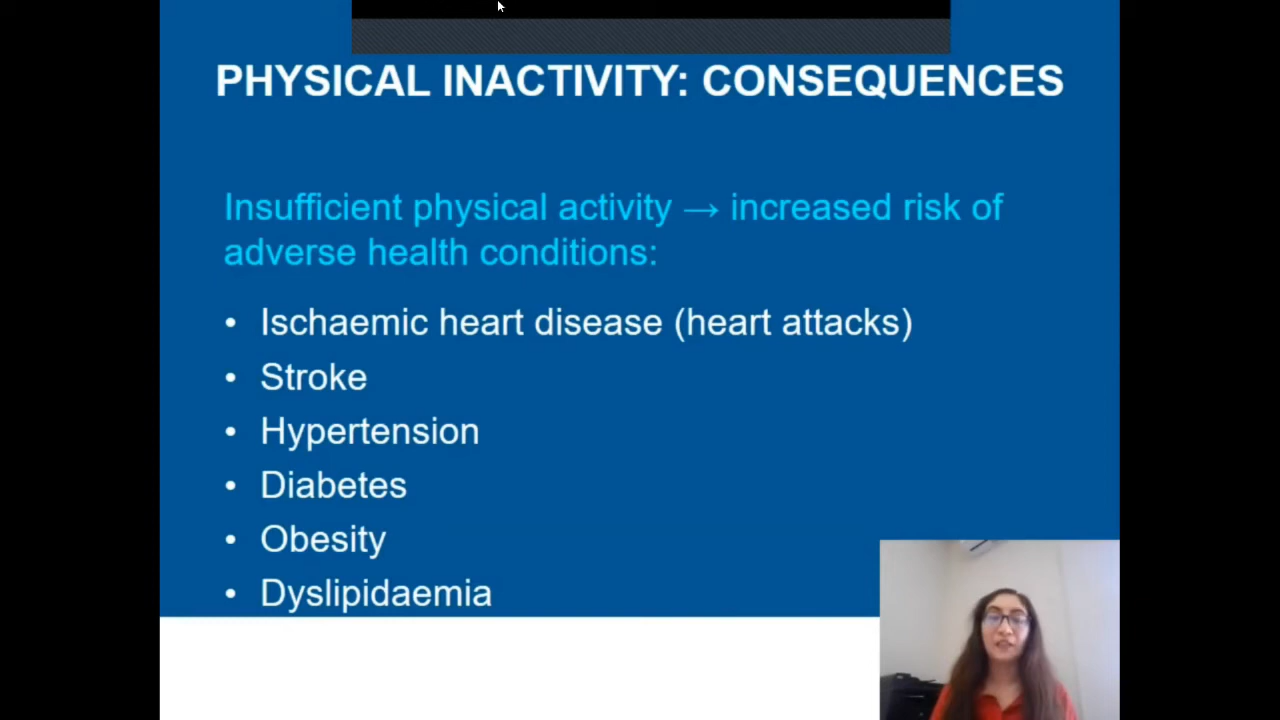 PHYSICAL INACTIVITY: CONSEQUENCES
Insufficient physical activity → increased risk of
adverse health conditions:
• Ischaemic heart disease (heart attacks)
• Stroke
• Hypertension
• Diabetes
• Obesity
• Dyslipidaemia